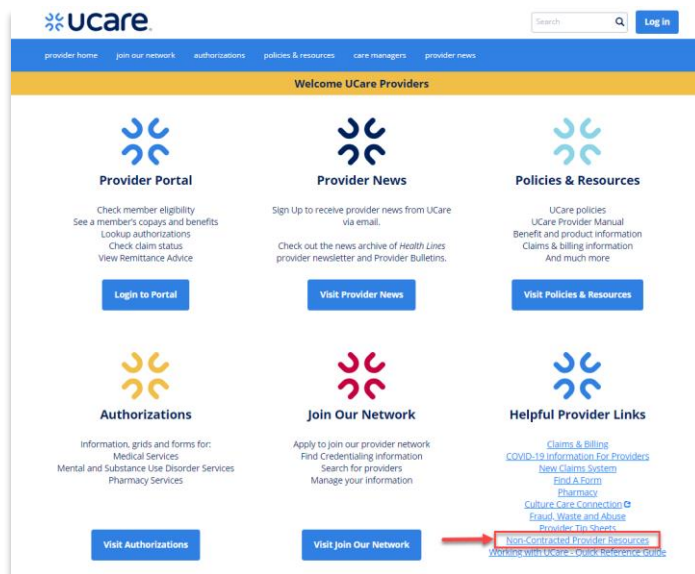 ucare
Search
Log in
provider home join our network authorizations policies & resources care managers provider news
Welcome UCare Providers
Provider Portal
Check member eligibility
See a member's copays and benefits
Lookup authorizations
Check claim status
View Remittance Advice
Login to Portal
Provider News
Sign Up to receive provider news from UCare
via email.
Check out the news archive of Health Lines
provider newsletter and Provider Bulletins.
Visit Provider News
Policies & Resources
UCare policies
UCare Provider Manual
Benefit and product information
Claims & billing information
And much more
Visit Policies & Resources
Authorizations
Information, grids and forms for:
Medical Services
Mental and Substance Use Disorder Services
Pharmacy Services
Visit Authorizations
Join Our Network
Apply to join our provider network
Find Credentialing information
Search for providers
Manage your information
Visit Join Our Network
Helpful Provider Links
Claims & Billing
COVID-19 Information For Providers
New Claims System
Find A Form
Pharmacy
Culture Care Connection
Fraud, Waste and Abuse
Provider Tip Sheets
Non-Contracted Provider Resources
Working with UCare - Quick Reference Guide